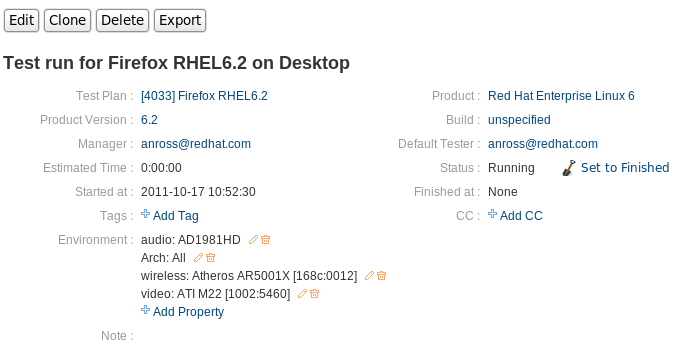 Edit Clone Delete Export
Test run for Firefox RHEL6.2 on Desktop
Test Plan : [4033] Firefox RHEL6.2 Product : Red Hat Enterprise Linux 6
Product Version : 6.2 Build : unspecified
Manager : anross@redhat.com Default Tester : anross@redhat.com
Estimated Time : 0:00:00 Status : Running Set to Finished
Started at : 2011-10-17 10:52:30 Finished at : None
Tags : Add Tag CC : Add CC
Environment : audio: AD1981HD
Arch: All
wireless: Atheros AR5001X [168c:0012]
video: ATI M22 [1002:5460]
Add Property
Note :